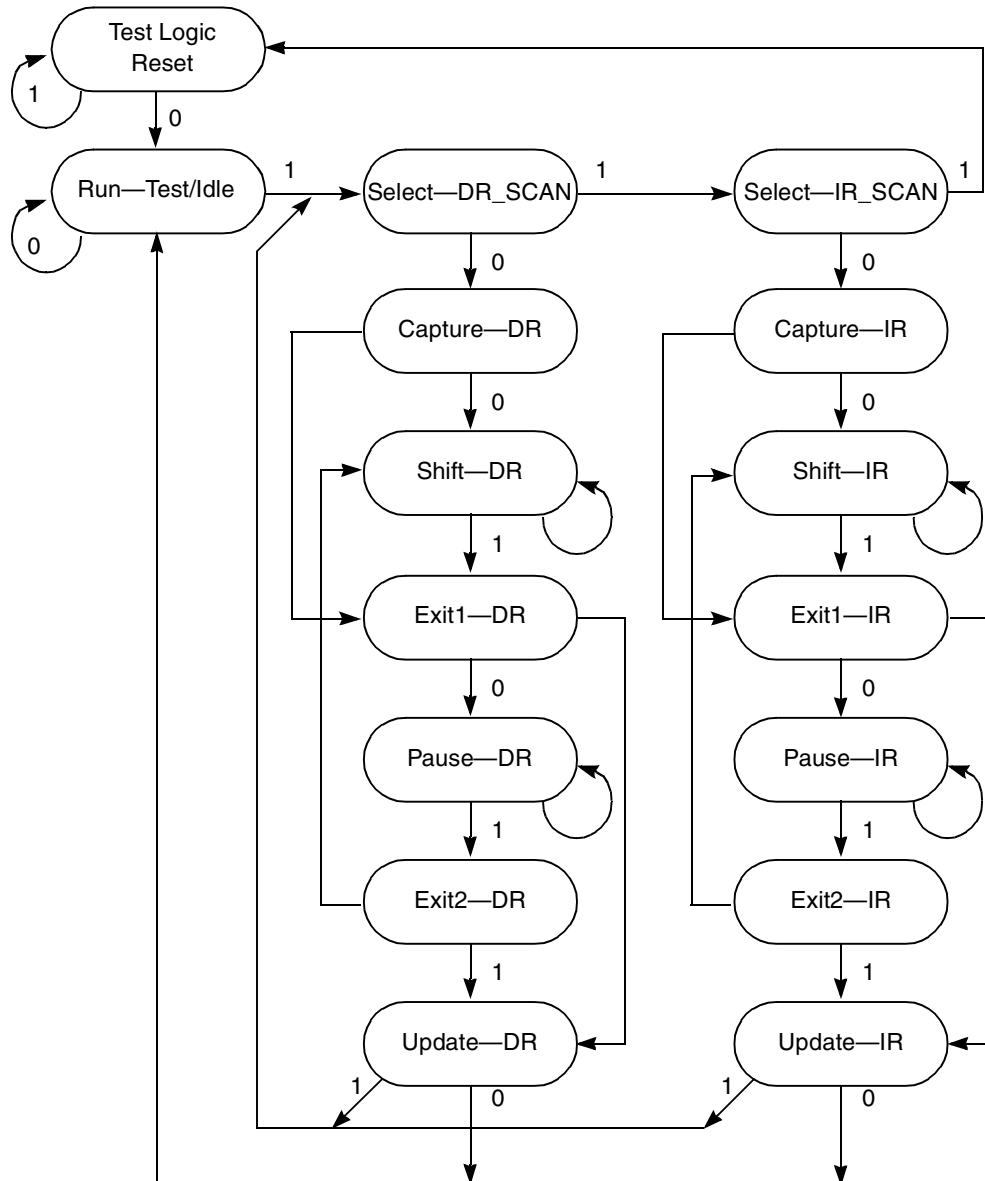 Test Logic
Reset
1
0
Run—Test/Idle
1
Select—DR_SCAN
1
Select—IR_SCAN
1
0
0
0
Capture—DR
Capture—IR
0
0
Shift—DR
Shift—IR
1
1
Exit1—DR
Exit1—IR
0
0
Pause—DR
Pause—IR
1
1
Exit2—DR
Exit2—IR
1
1
Update—DR
Update—IR
1
0
1
0